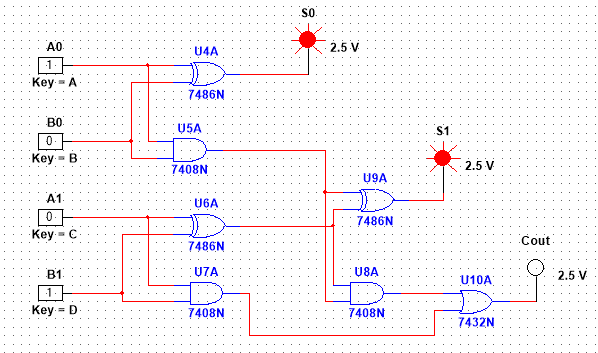 S0
2.5 V
A0
1
Key = A
U4A
7486N
B0
0
Key = B
U5A
7408N
S1
2.5 V
U9A
7486N
A1
0
Key = C
U6A
7486N
B1
1
Key = D
U7A
7408N
U8A
7408N
U10A
7432N
Cout
2.5 V